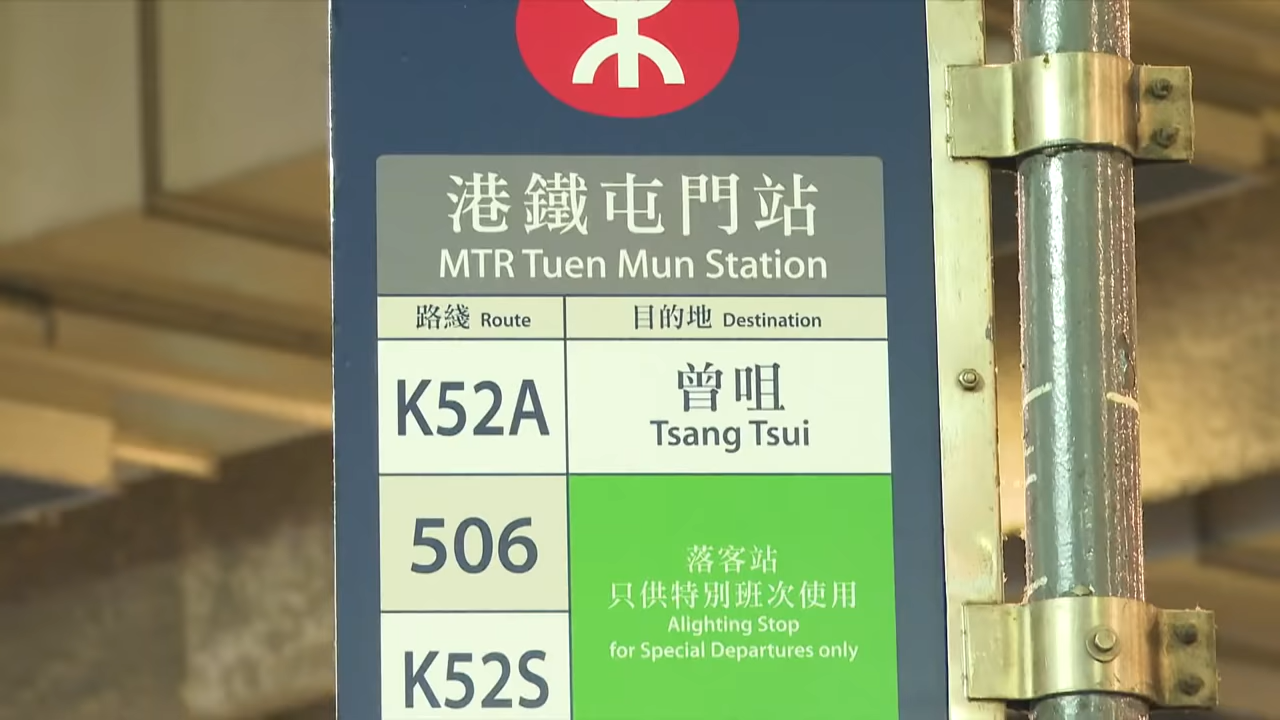 港鐵屯門站
MTR Tuen Mun Station
路綫 Route 目的地 Destination
K52A
曾咀
Tsang Tsui
506
落客站
只供特別班次使用
Alighting Stop
for Special Departures only
K52S